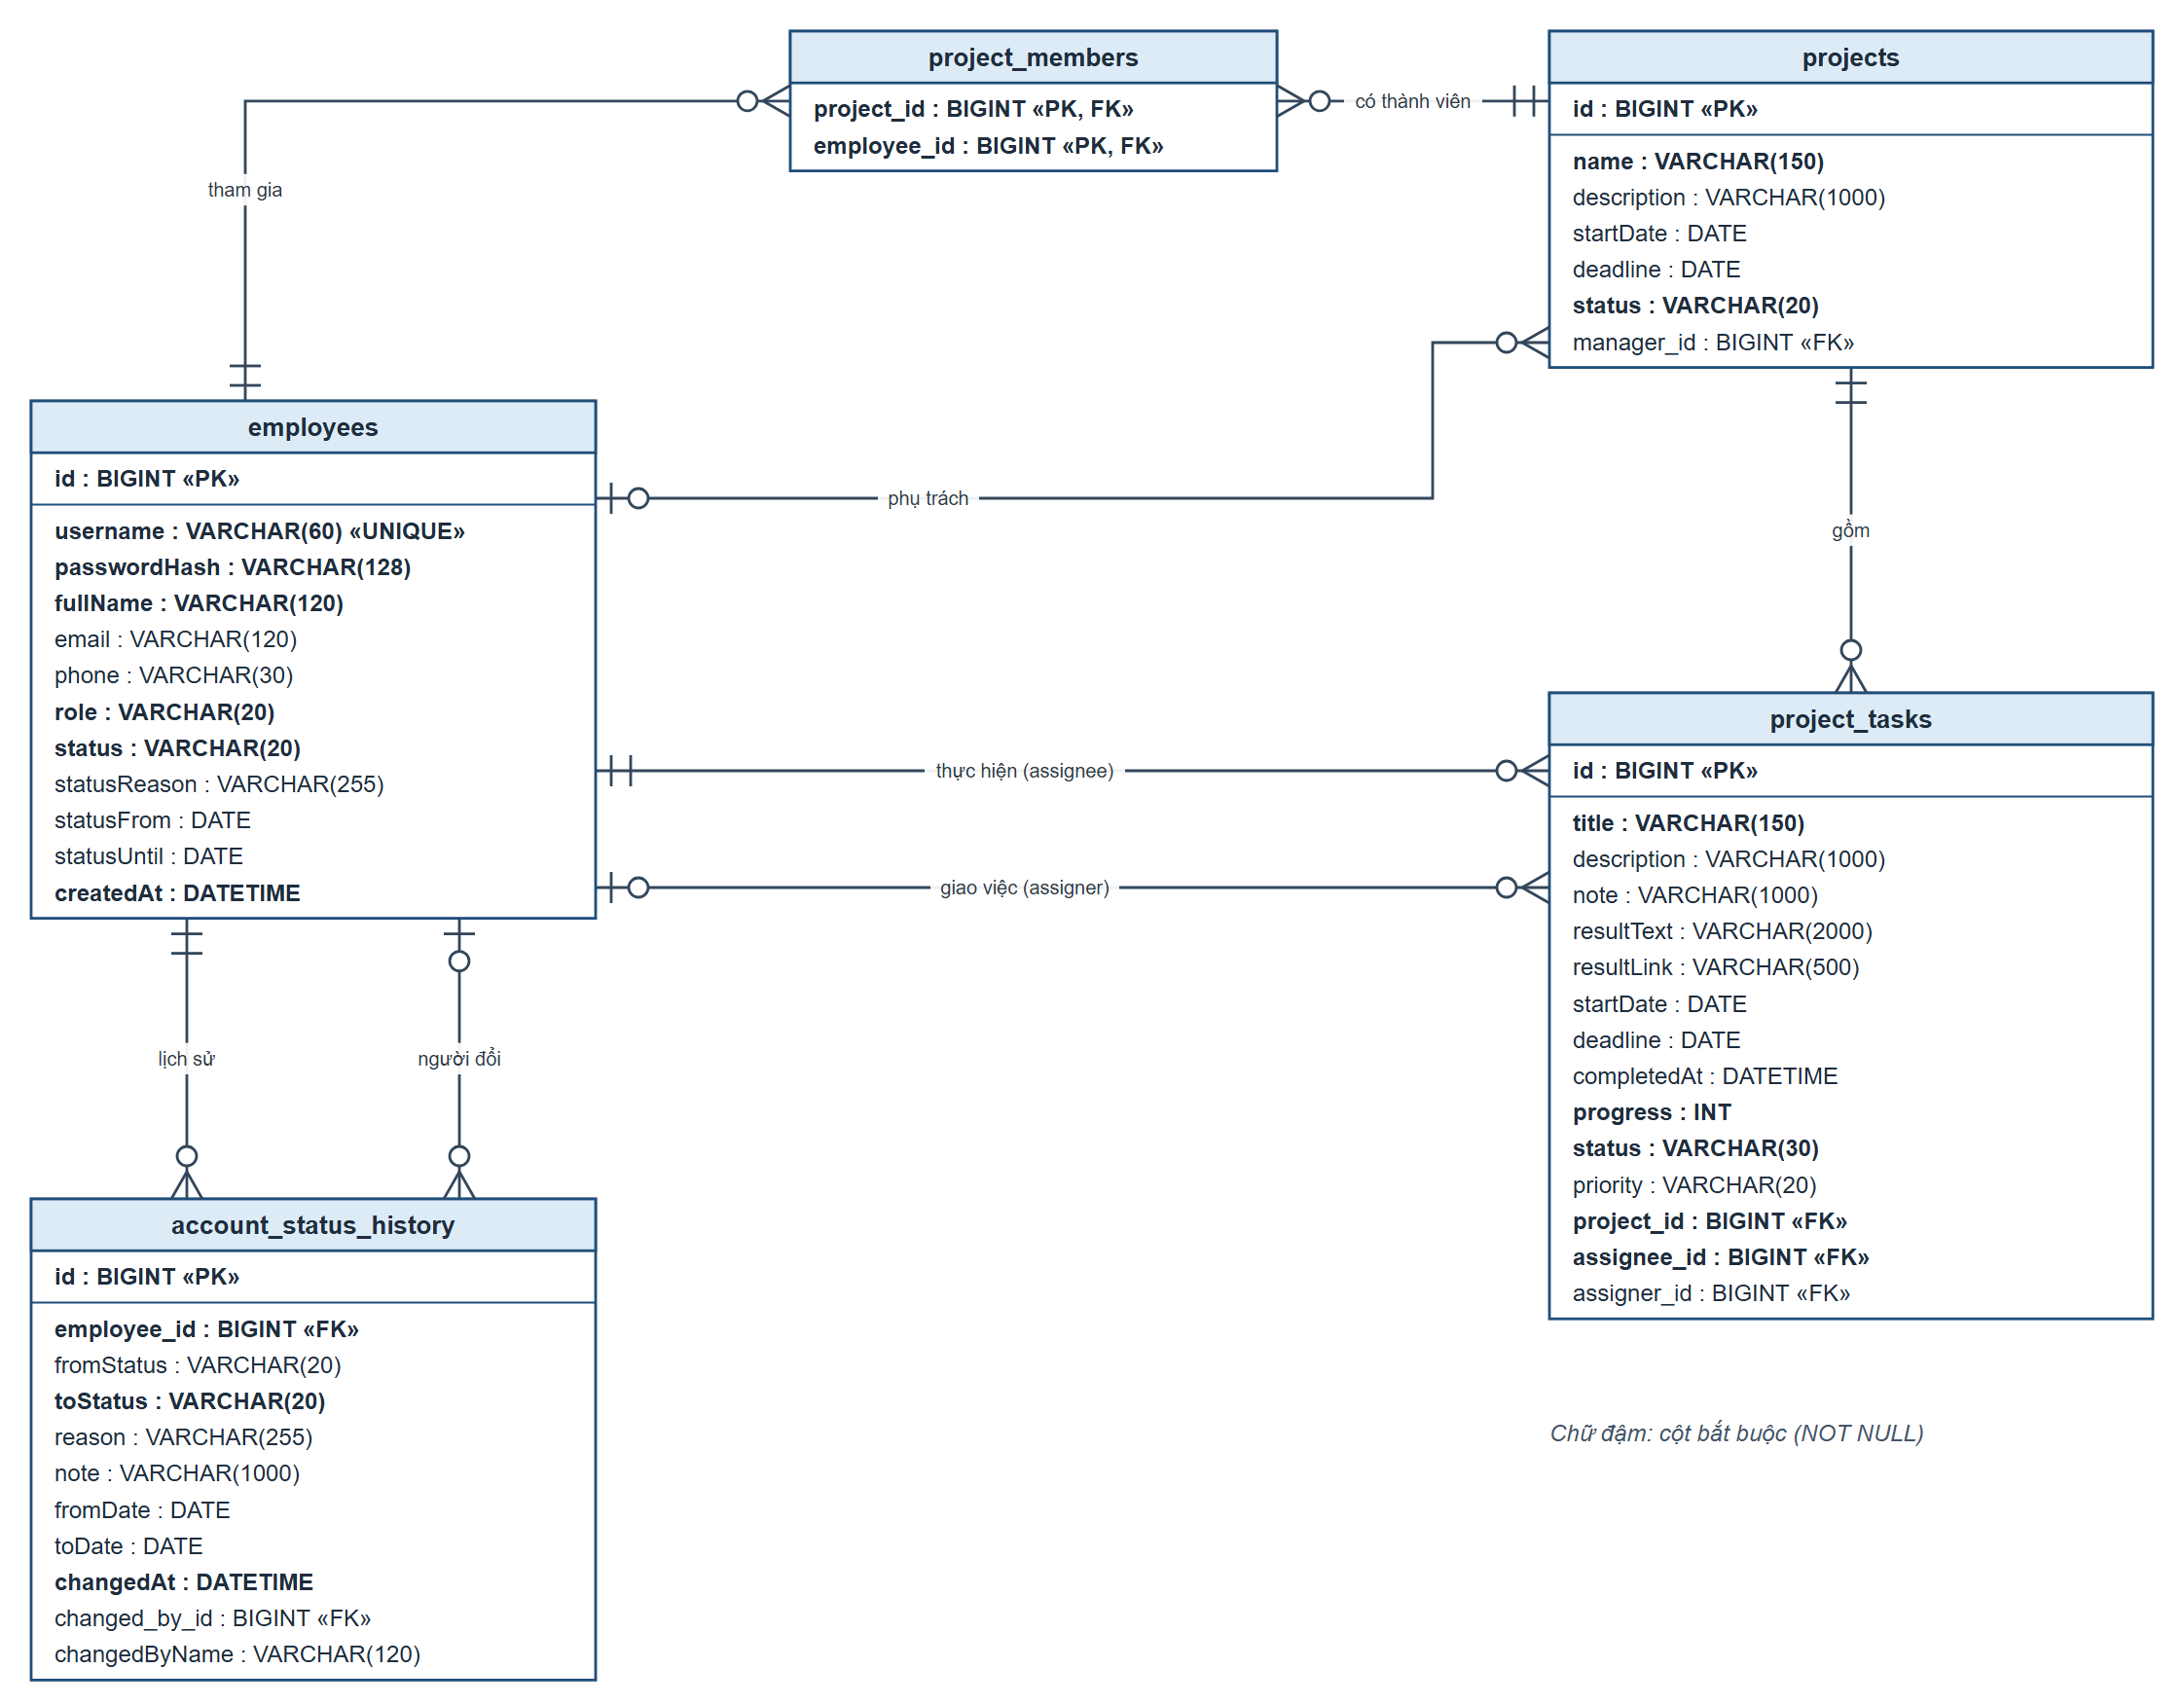 project_members
project_id : BIGINT «PK, FK»
employee_id : BIGINT «PK, FK»
projects
id : BIGINT «PK»
name : VARCHAR(150)
description : VARCHAR(1000)
startDate : DATE
deadline : DATE
status : VARCHAR(20)
manager_id : BIGINT «FK»
có thành viên
tham gia
employees
id : BIGINT «PK»
username : VARCHAR(60) «UNIQUE»
passwordHash : VARCHAR(128)
fullName : VARCHAR(120)
email : VARCHAR(120)
phone : VARCHAR(30)
role : VARCHAR(20)
status : VARCHAR(20)
statusReason : VARCHAR(255)
statusFrom : DATE
statusUntil : DATE
createdAt : DATETIME
phụ trách
gồm
thực hiện (assignee)
giao việc (assigner)
project_tasks
id : BIGINT «PK»
title : VARCHAR(150)
description : VARCHAR(1000)
note : VARCHAR(1000)
resultText : VARCHAR(2000)
resultLink : VARCHAR(500)
startDate : DATE
deadline : DATE
completedAt : DATETIME
progress : INT
status : VARCHAR(30)
priority : VARCHAR(20)
project_id : BIGINT «FK»
assignee_id : BIGINT «FK»
assigner_id : BIGINT «FK»
lịch sử
người đổi
account_status_history
id : BIGINT «PK»
employee_id : BIGINT «FK»
fromStatus : VARCHAR(20)
toStatus : VARCHAR(20)
reason : VARCHAR(255)
note : VARCHAR(1000)
fromDate : DATE
toDate : DATE
changedAt : DATETIME
changed_by_id : BIGINT «FK»
changedByName : VARCHAR(120)
Chữ đậm: cột bắt buộc (NOT NULL)